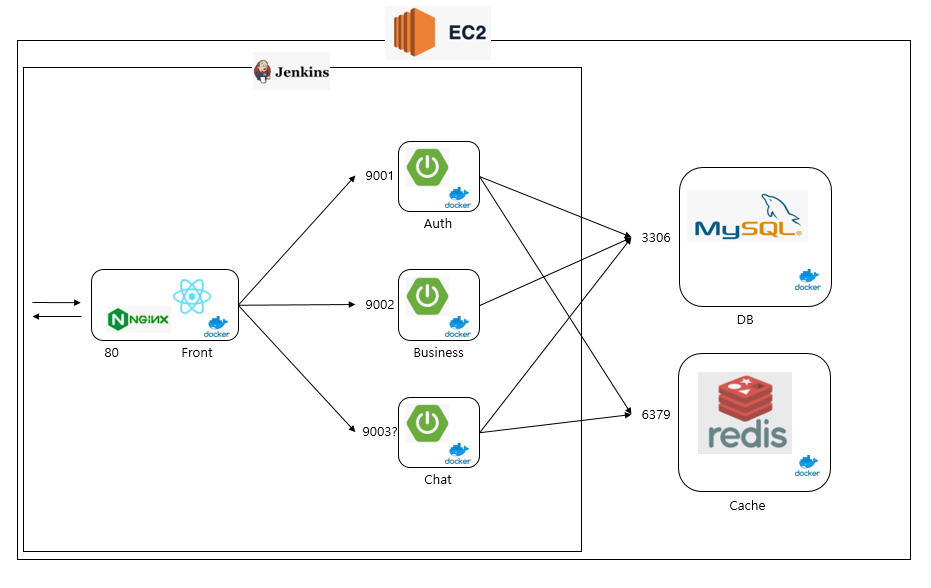 EC2
Jenkins
9001
docker
Auth
MySQL®
3306
docker
DB
NGINX
docker
80
Front
9002
docker
Business
9003?
docker
Chat
6379
redis
docker
Cache